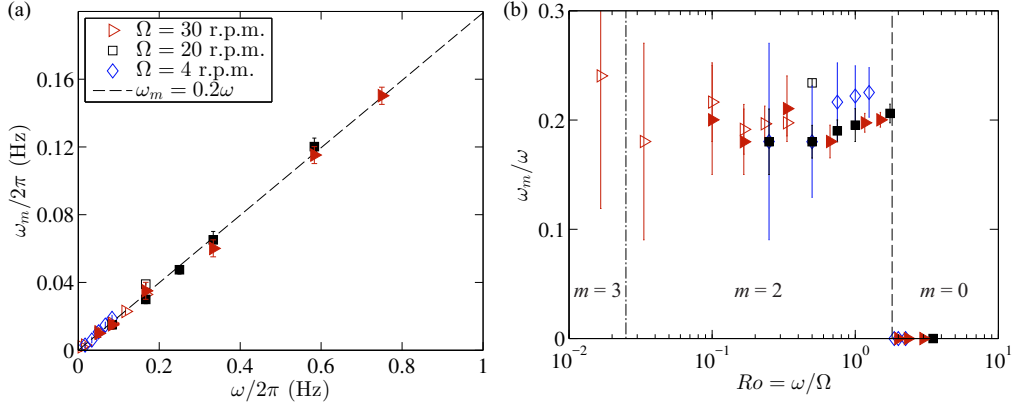 (a)
Ω = 30 r.p.m.
Ω = 20 r.p.m.
Ω = 4 r.p.m.
ω_m = 0.2ω
0.16
0.12
0.08
0.04
0
0 0.2 0.4 0.6 0.8 1
ω_m/2π (Hz)
ω/2π (Hz)
(b)
0.3
0.2
0.1
0
ω_m/ω
m = 3
m = 2
m = 0
10^−2 10^−1 10^0 10^1
Ro = ω/Ω